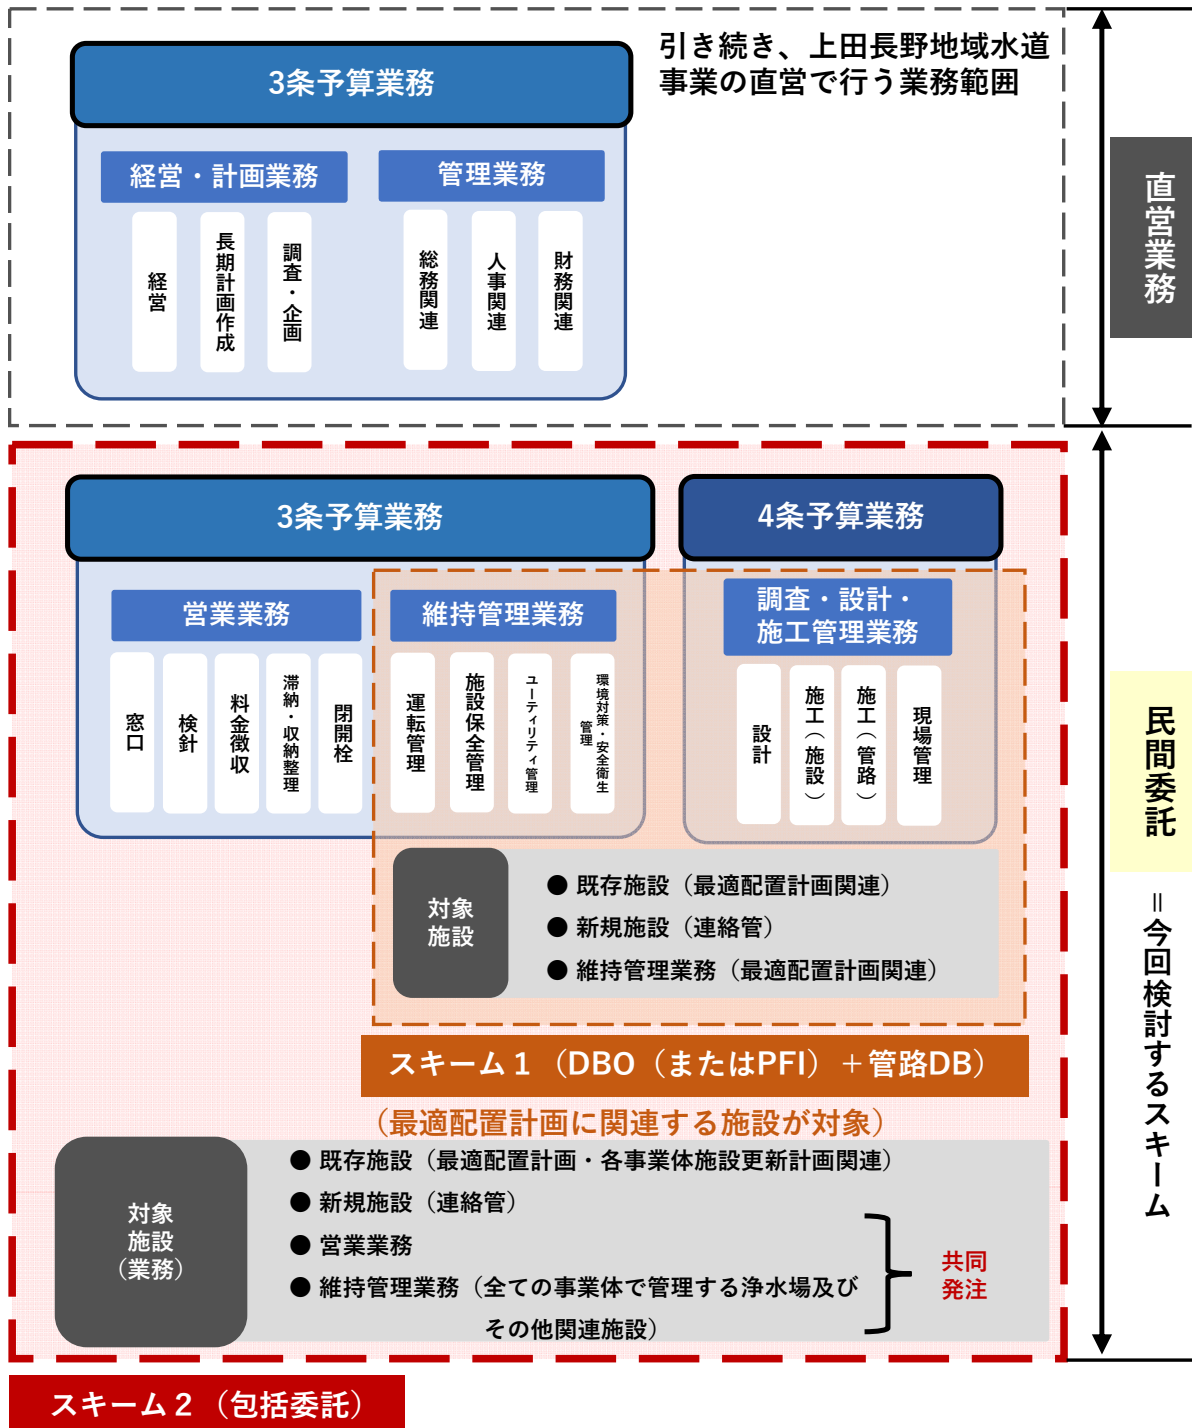 引き続き、上田長野地域水道
事業の直営で行う業務範囲
3条予算業務
経営・計画業務
管理業務
経営
長期計画作成
調査・企画
総務関連
人事関連
財務関連
直営業務
3条予算業務
4条予算業務
営業業務
維持管理業務
調査・設計・
施工管理業務
窓口
検針
料金徴収
滞納・収納整理
閉開栓
運転管理
施設保全管理
ユーティリティ管理
環境対策・安全衛生
管理
設計
施工（施設）
施工（管路）
現場管理
民間委託
＝今回検討するスキーム
対象
施設
● 既存施設（最適配置計画関連）
● 新規施設（連絡管）
● 維持管理業務（最適配置計画関連）
スキーム１（DBO（またはPFI）＋管路DB）
（最適配置計画に関連する施設が対象）
対象
施設
（業務）
● 既存施設（最適配置計画・各事業体施設更新計画関連）
● 新規施設（連絡管）
● 営業業務
● 維持管理業務（全ての事業体で管理する浄水場及び
その他関連施設）
共同
発注
スキーム２（包括委託）